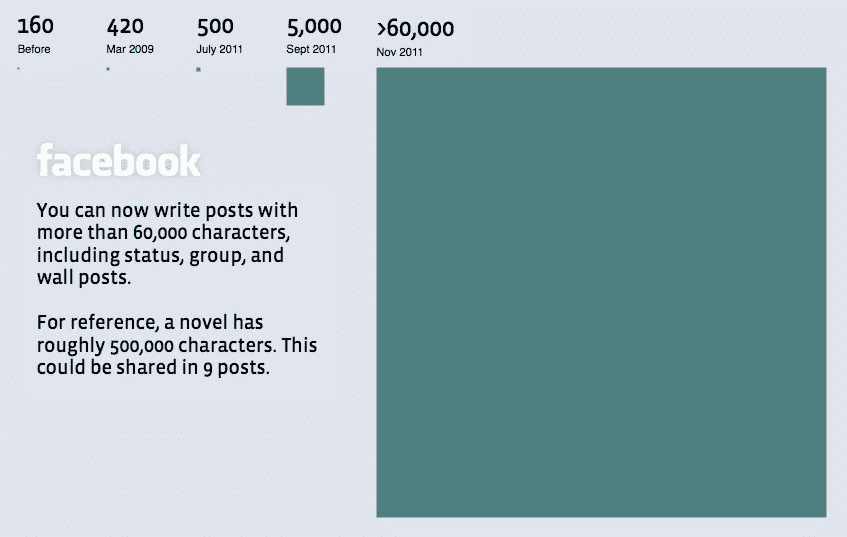 160 420 500 5,000 >60,000
Before Mar 2009 July 2011 Sept 2011 Nov 2011
facebook
You can now write posts with
more than 60,000 characters,
including status, group, and
wall posts.
For reference, a novel has
roughly 500,000 characters. This
could be shared in 9 posts.